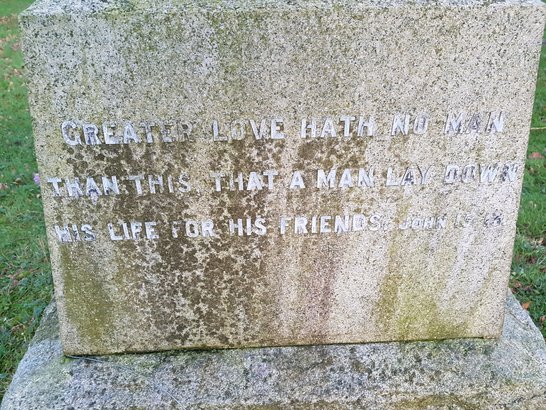 GREATER LOVE HATH NO MAN
THAN THIS, THAT A MAN LAY DOWN
HIS LIFE FOR HIS FRIENDS. JOHN